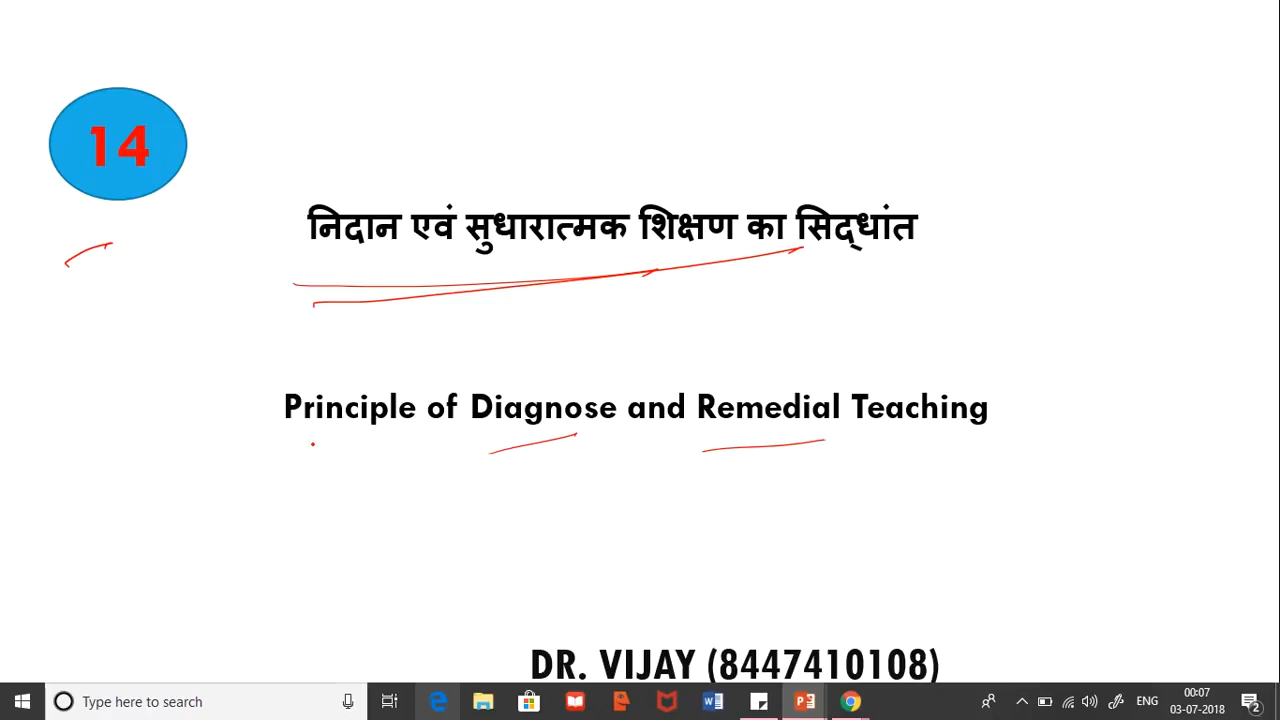 14
निदान एवं सुधारात्मक शिक्षण का सिद्धांत
Principle of Diagnose and Remedial Teaching
DR. VIJAY (8447410108)
Type here to search
ENG
00:07
03-07-2018
2